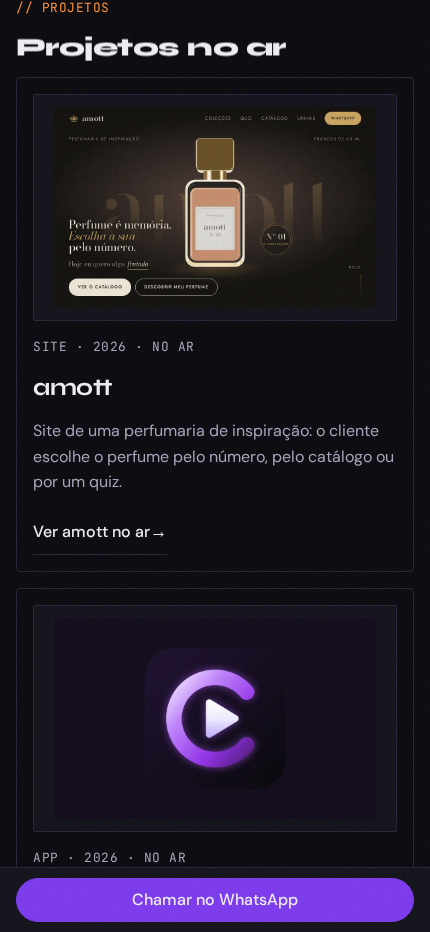 // PROJETOS
Projetos no ar
amott
COLEÇÕES QUIZ CATÁLOGO LINHAS WHATSAPP
PERFUMARIA DE INSPIRAÇÃO
FRASCOS DE 50 ML
amott
Perfume é memória.
Escolha a sua
pelo número.
amott
Nº 01
Hoje eu quero algo frutado
VER O CATÁLOGO
DESCOBRIR MEU PERFUME
SITE · 2026 · NO AR
amott
Site de uma perfumaria de inspiração: o cliente
escolhe o perfume pelo número, pelo catálogo ou
por um quiz.
Ver amott no ar→
APP · 2026 · NO AR
Chamar no WhatsApp